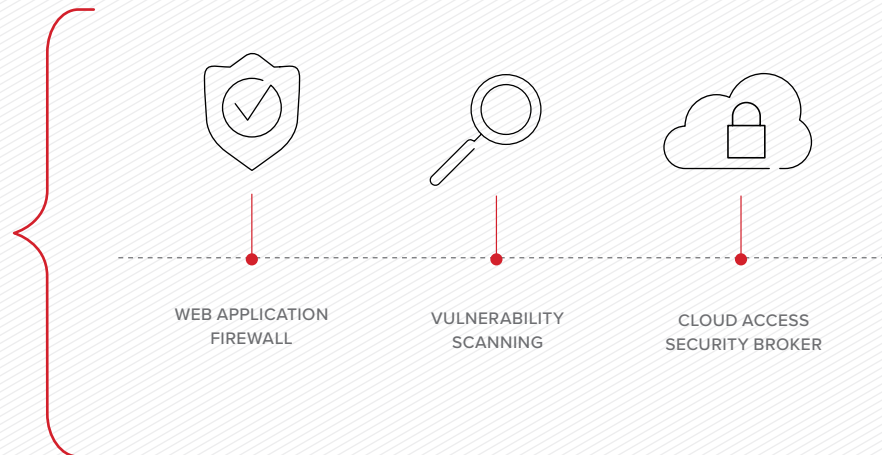 WEB APPLICATION
FIREWALL
VULNERABILITY
SCANNING
CLOUD ACCESS
SECURITY BROKER